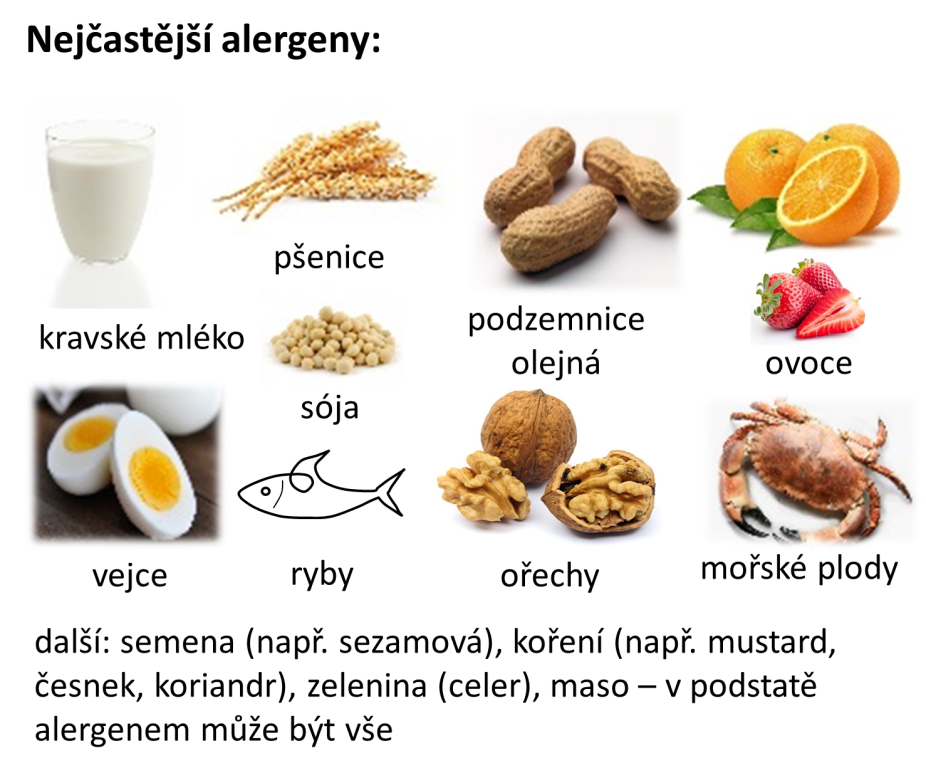 Nejčastější alergeny:
pšenice
kravské mléko
podzemnice
olejná
ovoce
sója
vejce
ryby
ořechy
mořské plody
další: semena (např. sezamová), koření (např. mustard,
česnek, koriandr), zelenina (celer), maso – v podstatě
alergenem může být vše